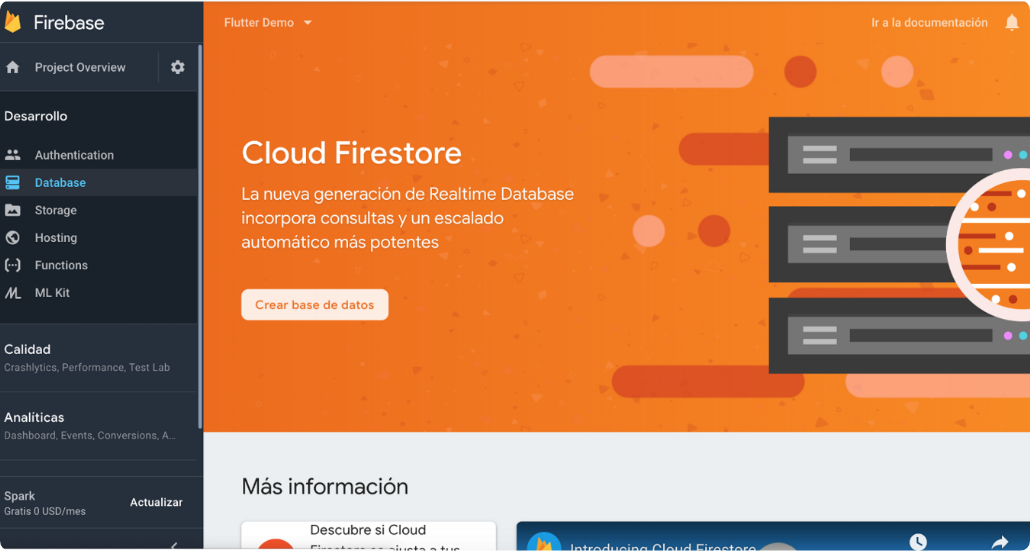 Firebase
Flutter Demo
Ir a la documentación
Project Overview
Desarrollo
Authentication
Database
Storage
Hosting
Functions
ML Kit
Calidad
Crashlytics, Performance, Test Lab
Analíticas
Dashboard, Events, Conversions, A...
Spark
Gratis 0 USD/mes
Actualizar
Cloud Firestore
La nueva generación de Realtime Database
incorpora consultas y un escalado
automático más potentes
Crear base de datos
Más información
Descubre si Cloud
Firestore se ajusta a tus
Introducing Cloud Firestore